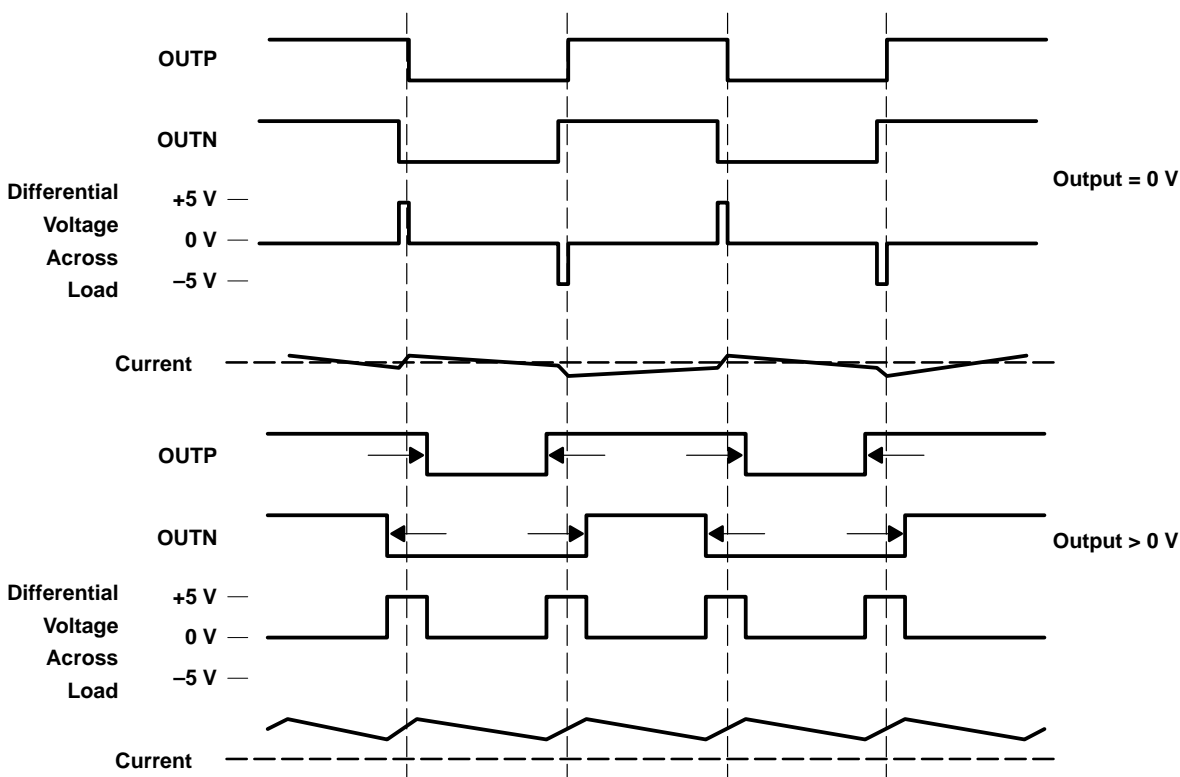 OUTP
OUTN
Output = 0 V
Differential
Voltage
Across
Load
+5 V
0 V
–5 V
Current
OUTP
OUTN
Output > 0 V
Differential
Voltage
Across
Load
+5 V
0 V
–5 V
Current